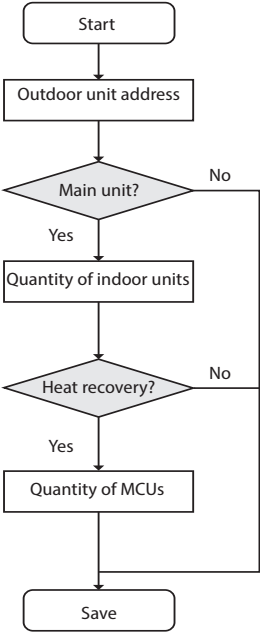 Start
Outdoor unit address
Main unit?
No
Yes
Quantity of indoor units
Heat recovery?
No
Yes
Quantity of MCUs
Save